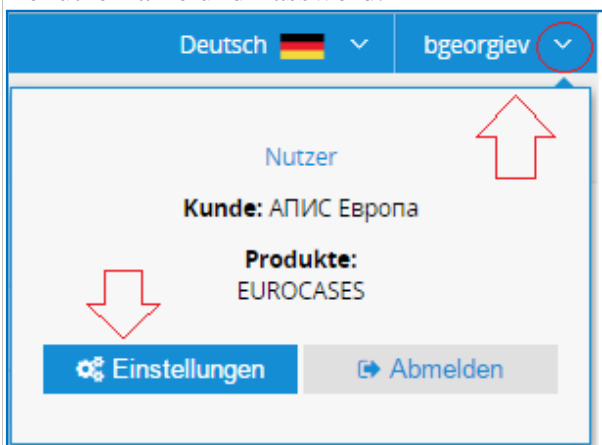 Deutsch bgeorgiev
Nutzer
Kunde: АПИС Европа
Produkte:
EUROCASES
Einstellungen Abmelden